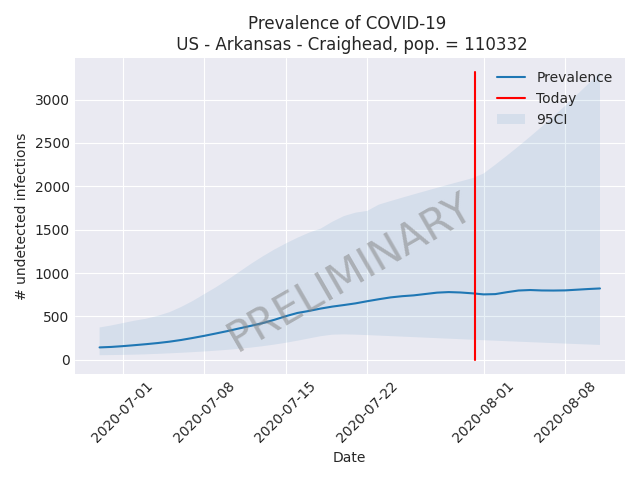 Prevalence of COVID-19
US - Arkansas - Craighead, pop. = 110332
Prevalence
Today
95CI
3000
2500
2000
1500
1000
500
0
# undetected infections
PRELIMINARY
2020-07-01
2020-07-08
2020-07-15
2020-07-22
2020-08-01
2020-08-08
Date